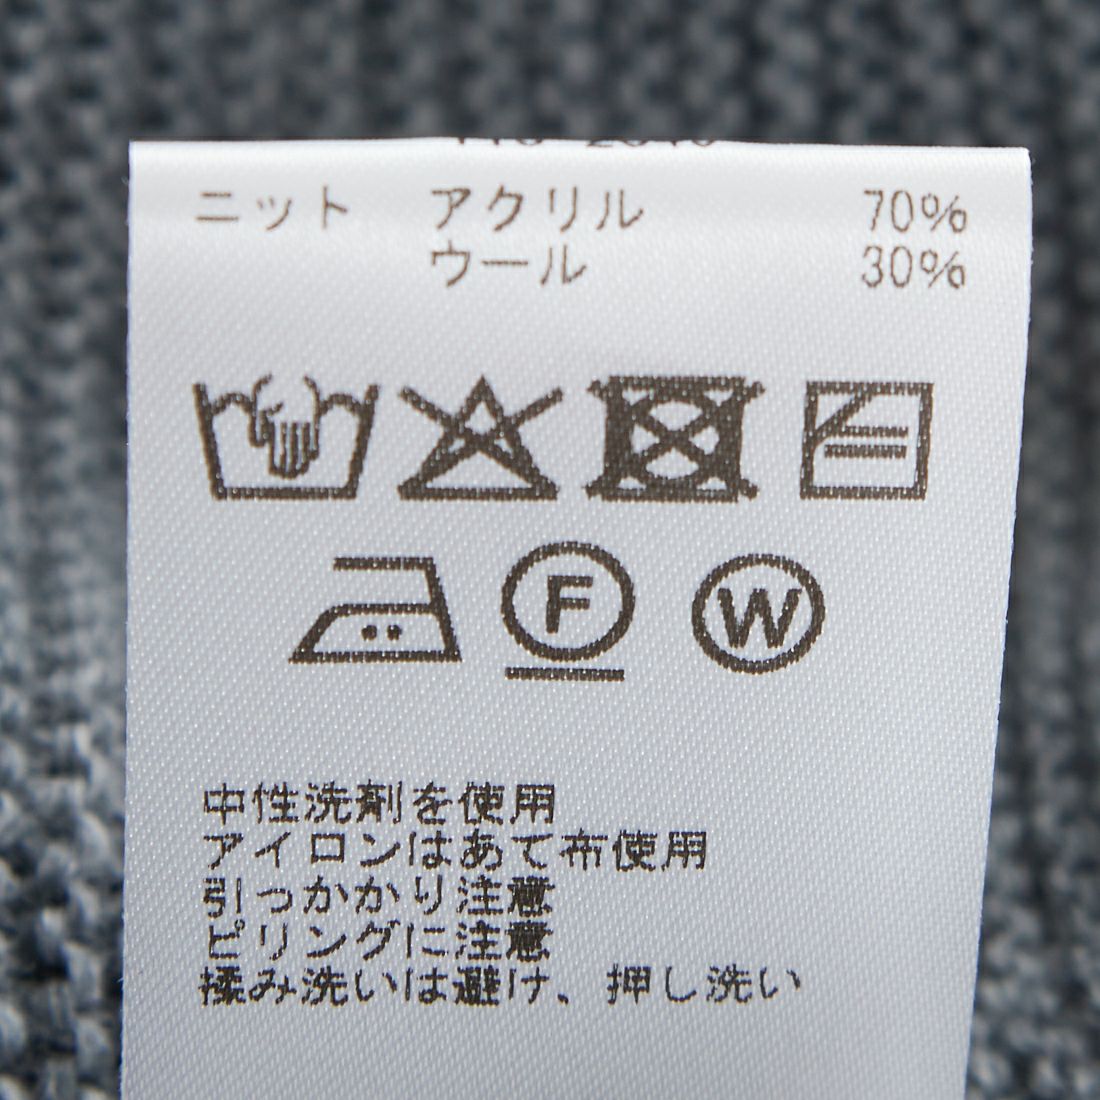 ニット アクリル 70%
ウール 30%
F W
中性洗剤を使用
アイロンはあて布使用
引っかかり注意
ピリングに注意
揉み洗いは避け、押し洗い